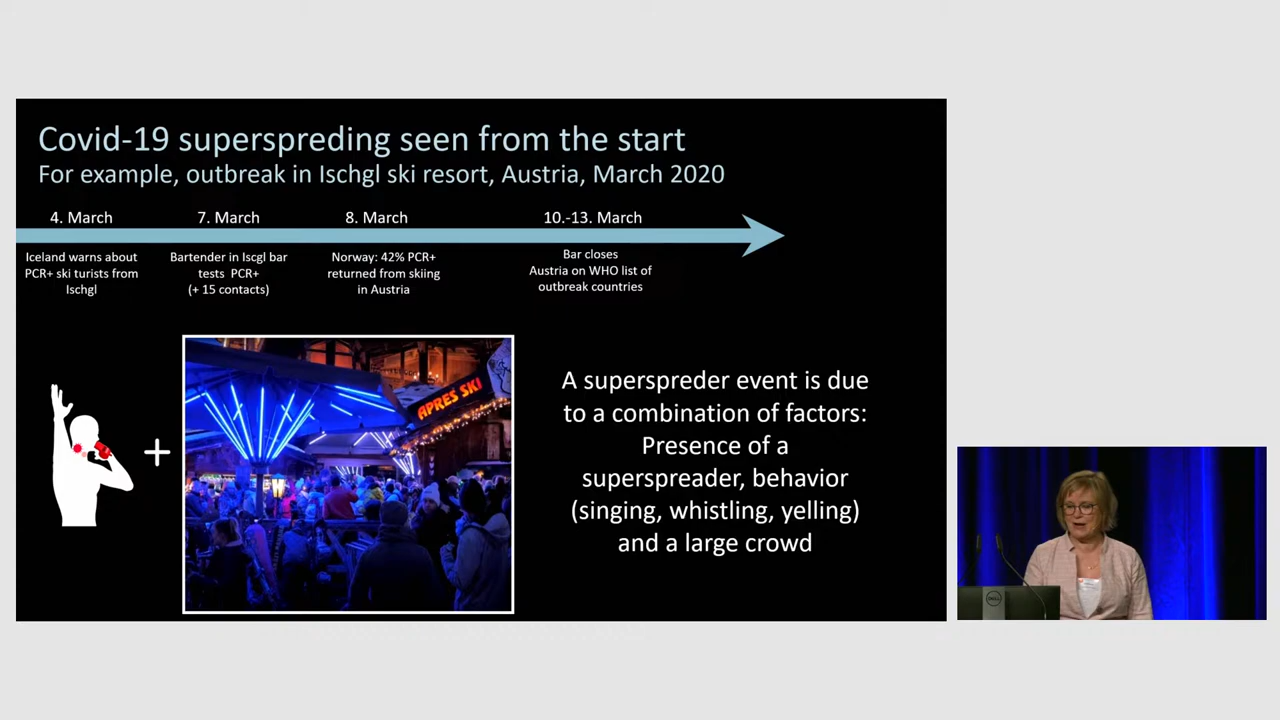 Covid-19 superspreding seen from the start
For example, outbreak in Ischgl ski resort, Austria, March 2020
4. March
7. March
8. March
10.-13. March
Iceland warns about
PCR+ ski turists from
Ischgl
Bartender in Iscgl bar
tests PCR+
(+ 15 contacts)
Norway: 42% PCR+
returned from skiing
in Austria
Bar closes
Austria on WHO list of
outbreak countries
+
APRES SKI
A superspreder event is due
to a combination of factors:
Presence of a
superspreader, behavior
(singing, whistling, yelling)
and a large crowd
DELL